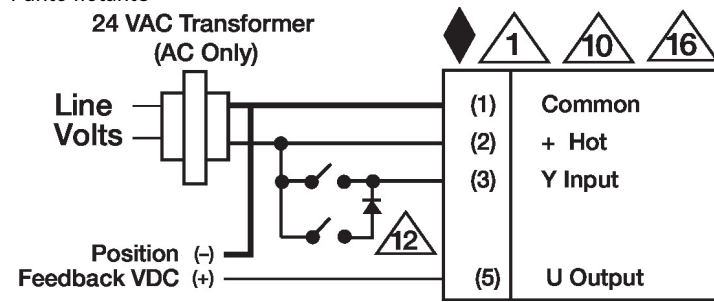 24 VAC Transformer
(AC Only)
1
10
16
Line
Volts
(1) Common
(2) + Hot
(3) Y Input
12
Position (–)
Feedback VDC (+)
(5) U Output